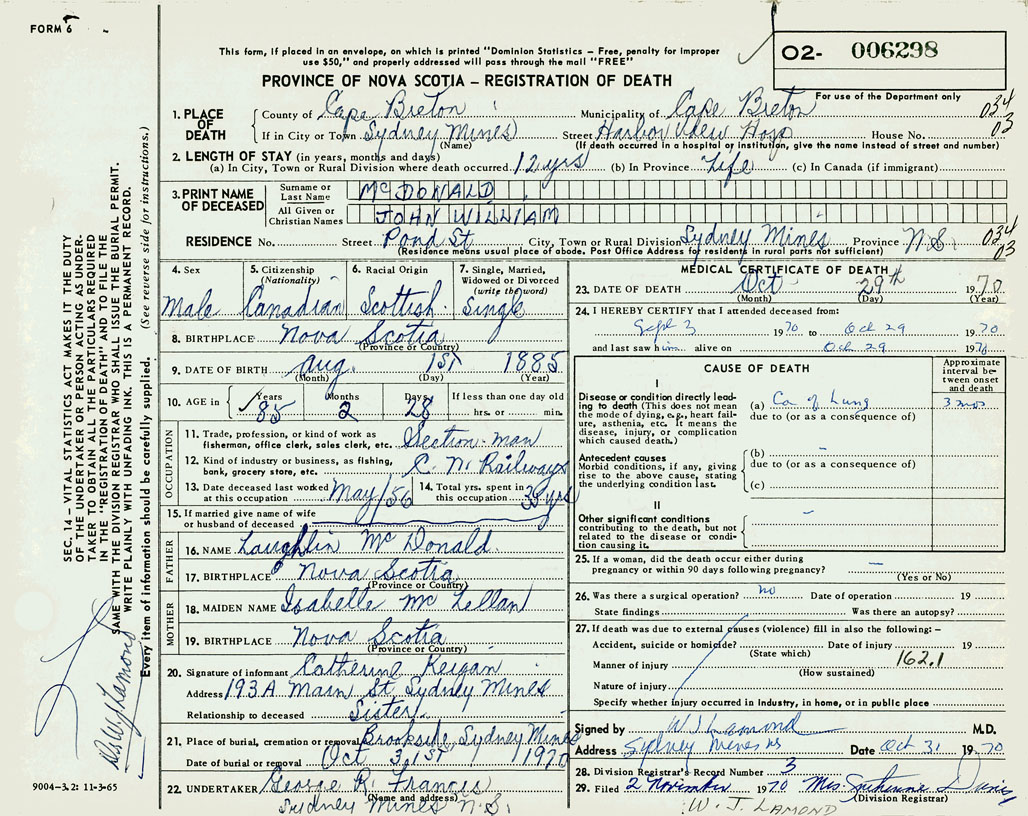 FORM 6
This form, if placed in an envelope, on which is printed "Dominion Statistics – Free, penalty for improper
use $50," and properly addressed will pass through the mail "FREE"
PROVINCE OF NOVA SCOTIA – REGISTRATION OF DEATH
O2- 006298
For use of the Department only
034
03
1. PLACE OF DEATH
County of Cape Breton Municipality of Cape Breton
If in City or Town Sydney Mines Street Harbor View Hosp House No.
(Name) (If death occurred in a hospital or institution, give the name instead of street and number)
2. LENGTH OF STAY (in years, months and days)
(a) In City, Town or Rural Division where death occurred 12 yrs (b) In Province Life (c) In Canada (if immigrant)
3. PRINT NAME OF DECEASED
Surname or Last Name McDONALD
All Given or Christian Names JOHN WILLIAM
RESIDENCE No. Street Pond St City, Town or Rural Division Sydney Mines Province N.S. 034
03
(Residence means usual place of abode. Post Office Address for residents in rural parts not sufficient)
4. Sex
Male
5. Citizenship
(Nationality)
Canadian
6. Racial Origin
Scottish
7. Single, Married,
Widowed or Divorced
(write the word)
Single
8. BIRTHPLACE Nova Scotia
(Province or Country)
9. DATE OF BIRTH Aug. 1st 1885
(Month) (Day) (Year)
10. AGE in Years Months Days If less than one day old
85 2 28 hrs. or min.
OCCUPATION
11. Trade, profession, or kind of work as
fisherman, office clerk, sales clerk, etc. Section-man
12. Kind of industry or business, as fishing,
bank, grocery store, etc. C. N. Railways
13. Date deceased last worked
at this occupation May/50
14. Total yrs. spent in
this occupation 35 yrs
15. If married give name of wife
or husband of deceased
FATHER
16. NAME Laughlin McDonald
17. BIRTHPLACE Nova Scotia
(Province or Country)
MOTHER
18. MAIDEN NAME Isabelle McLellan
19. BIRTHPLACE Nova Scotia
(Province or Country)
20. Signature of informant Catherine Keigan
Address 193A Main St. Sydney Mines
Relationship to deceased Sister
21. Place of burial, cremation or removal Brookside, Sydney Mines
Date of burial or removal Oct 31st 1970
22. UNDERTAKER George R. Francis
(Name and address)
Sydney Mines N.S.
MEDICAL CERTIFICATE OF DEATH
23. DATE OF DEATH Oct 29th 1970
(Month) (Day) (Year)
24. I HEREBY CERTIFY that I attended deceased from:
Sept 3 1970 to Oct 29 1970
and last saw him alive on Oct 29 1970
CAUSE OF DEATH
Approximate
interval be-
tween onset
and death
I
Disease or condition directly lead-
ing to death (This does not mean
the mode of dying, e.g., heart failure,
asthenia, etc. It means the
disease, injury, or complication
which caused death.)
(a) Ca of Lung 3 mos
due to (or as a consequence of)
Antecedent causes
Morbid conditions, if any, giving
rise to the above cause, stating
the underlying condition last.
(b) –
due to (or as a consequence of)
(c)
II
Other significant conditions
contributing to the death, but not
related to the disease or condi-
tion causing it. –
25. If a woman, did the death occur either during
pregnancy or within 90 days following pregnancy? –
(Yes or No)
26. Was there a surgical operation? no Date of operation 19
State findings Was there an autopsy?
27. If death was due to external causes (violence) fill in also the following: –
Accident, suicide or homicide? Date of injury 19
(State which)
Manner of injury 162.1
(How sustained)
Nature of injury
Specify whether injury occurred in industry, in home, or in public place
Signed by W. J. Lamond M.D.
Address Sydney Mines NS Date Oct 31 1970
28. Division Registrar's Record Number 3
29. Filed 2 November 1970 Mrs. Davis
(Division Registrar)
W. J. LAMOND
SEC. 14 – VITAL STATISTICS ACT MAKES IT THE DUTY
OF THE UNDERTAKER OR PERSON ACTING AS UNDER-
TAKER TO OBTAIN ALL THE PARTICULARS REQUIRED
IN THE "REGISTRATION OF DEATH" AND TO FILE THE
SAME WITH THE DIVISION REGISTRAR WHO SHALL ISSUE THE BURIAL PERMIT.
WRITE PLAINLY WITH UNFADING INK. THIS IS A PERMANENT RECORD.
Every item of information should be carefully supplied. (See reverse side for instructions.)
Lamond
9004-3.2: 11-3-65